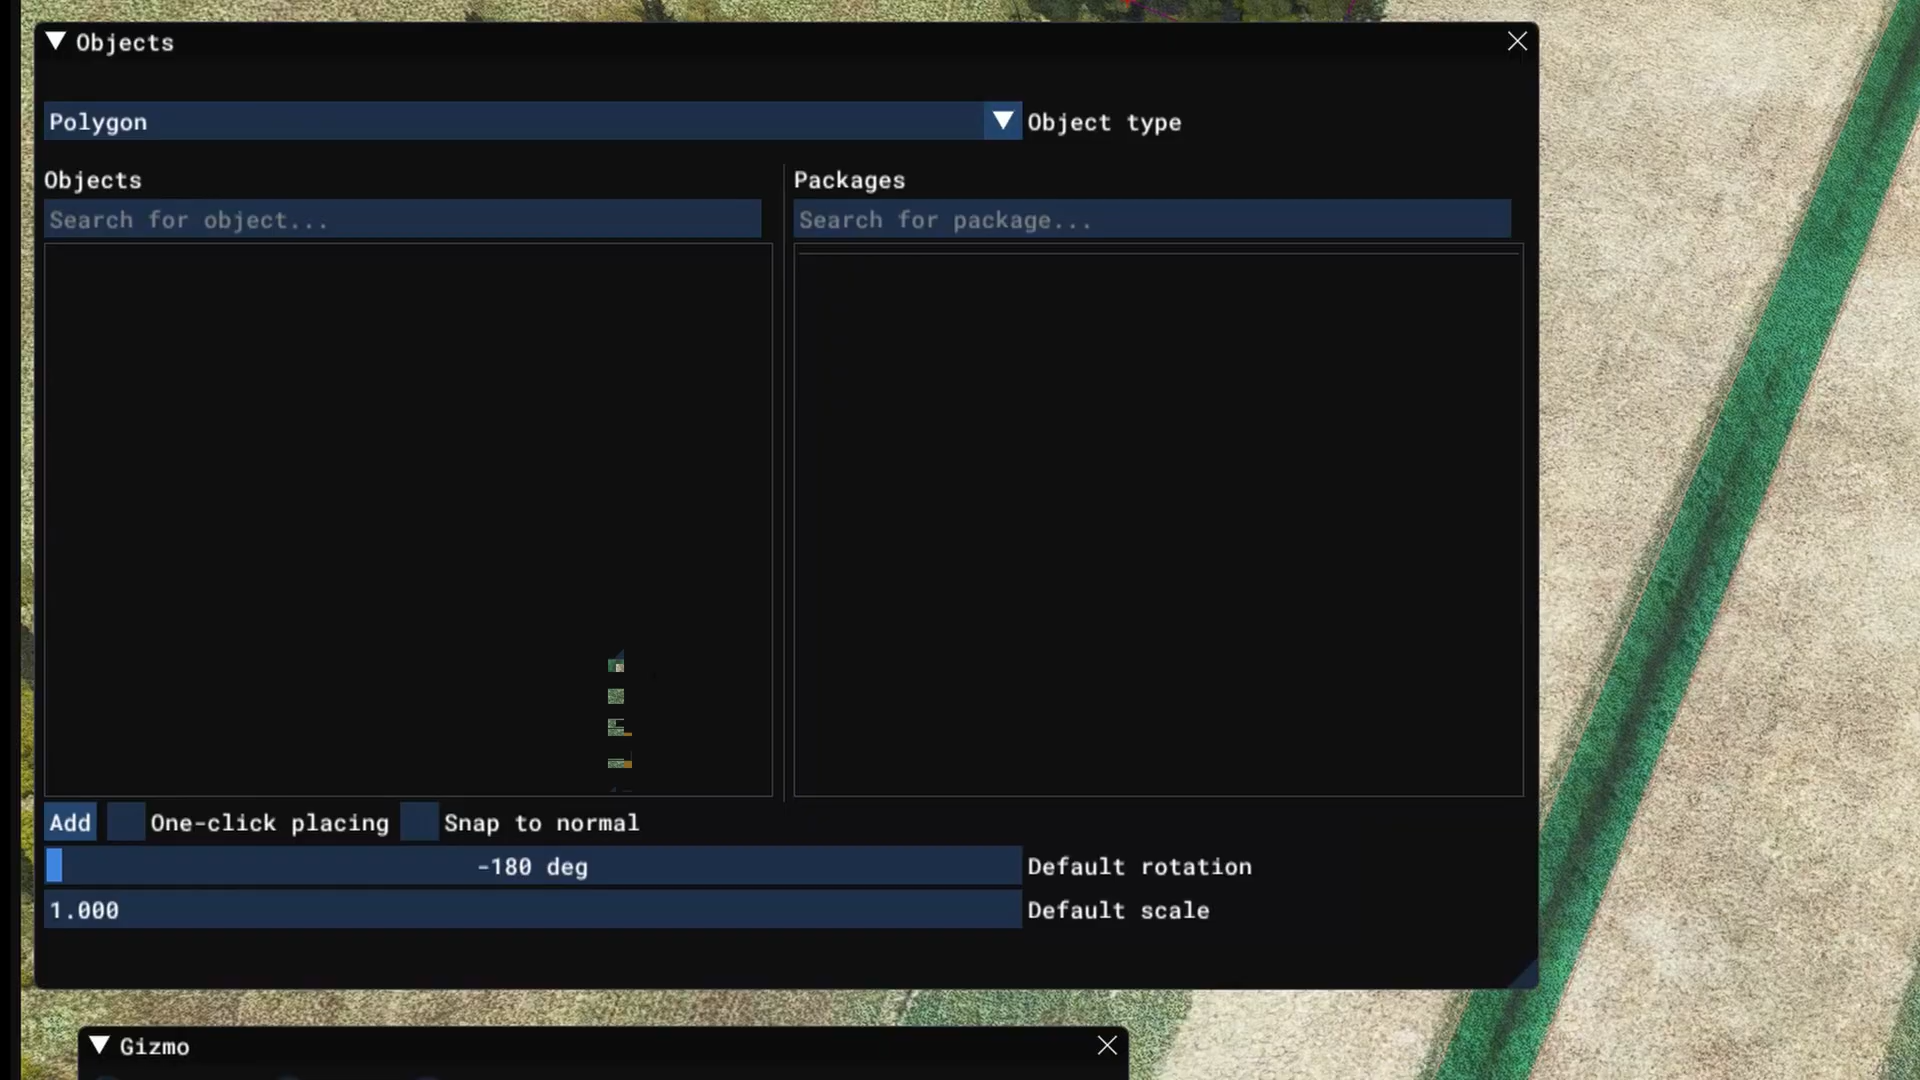 Objects
Polygon
Object type
Objects
Packages
Search for object...
Search for package...
Add
One-click placing
Snap to normal
-180 deg
Default rotation
1.000
Default scale
Gizmo